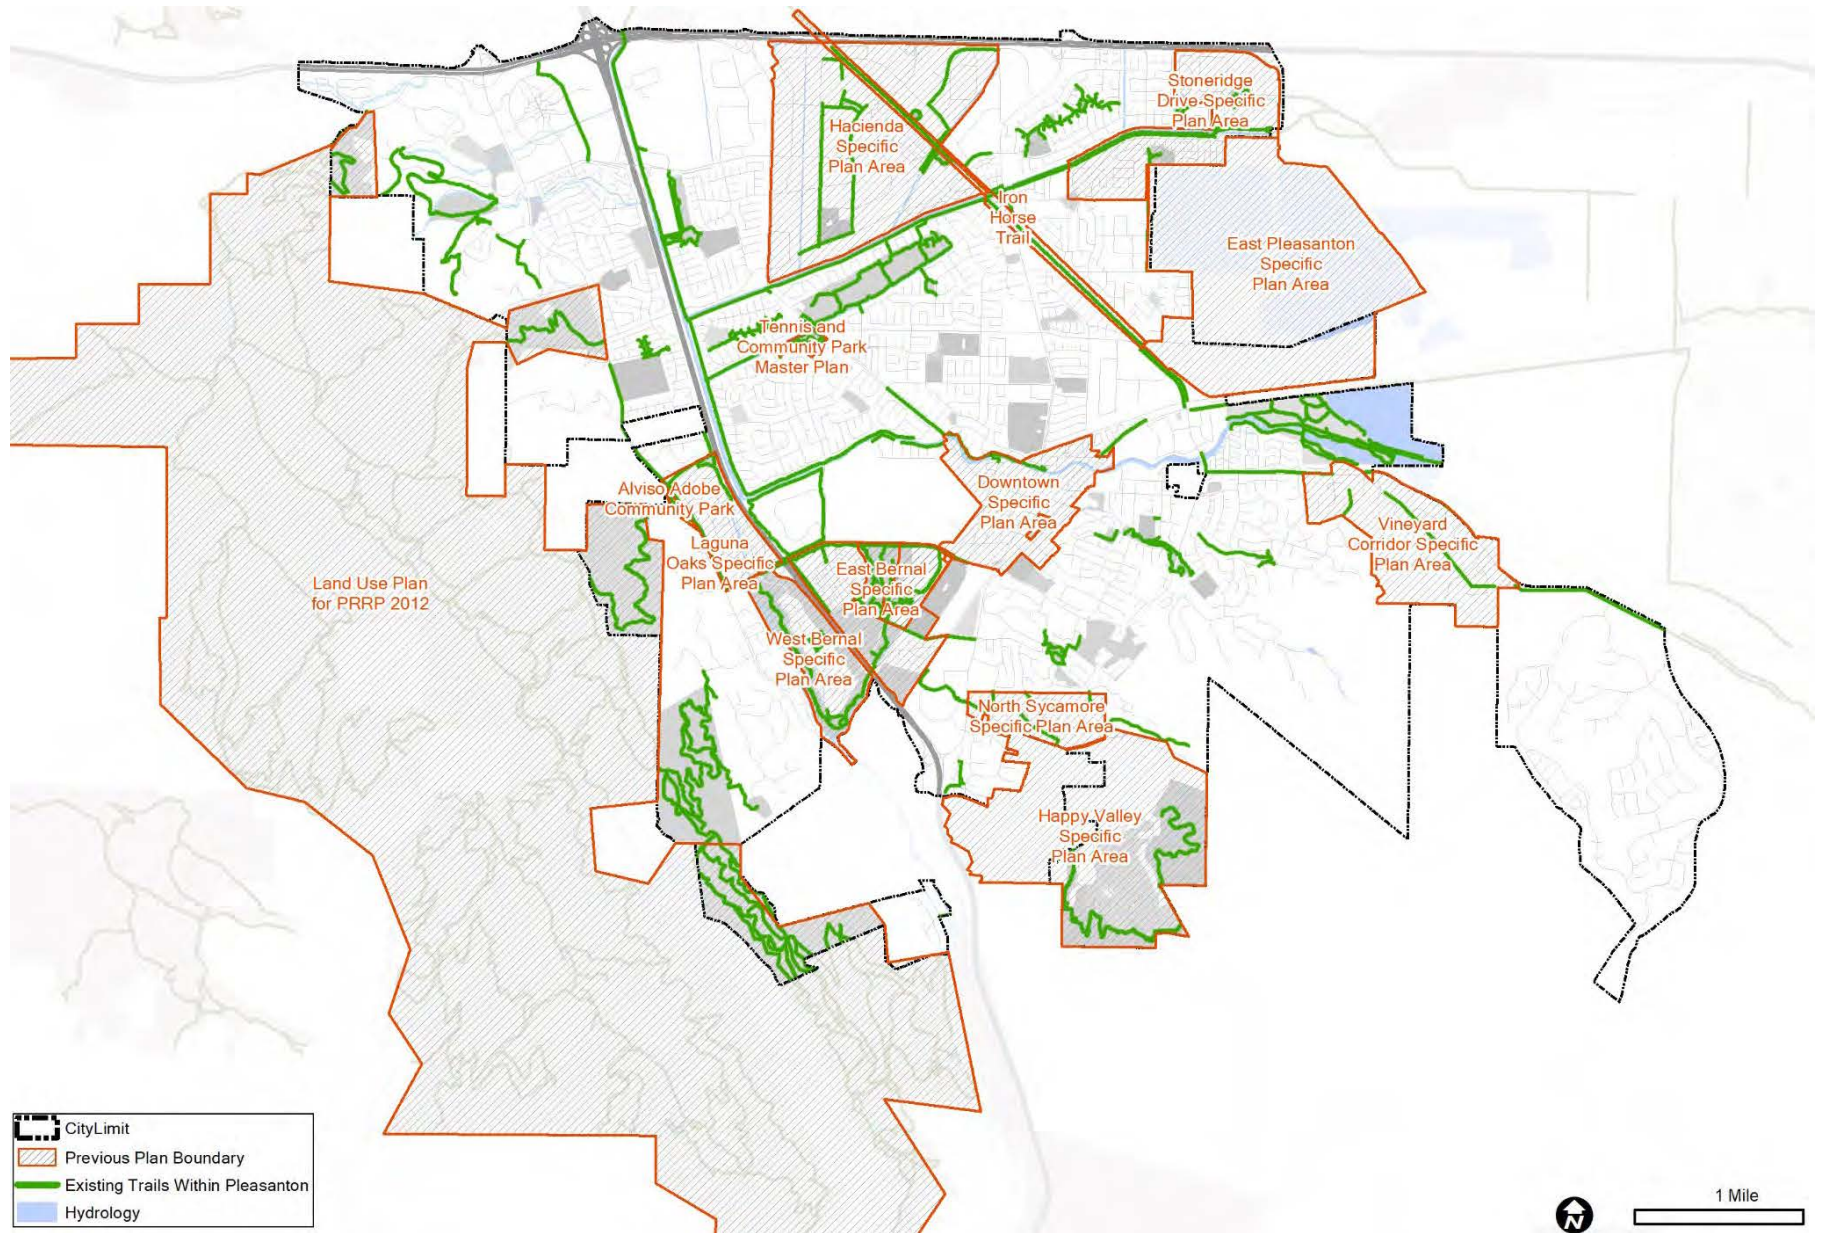 Stoneridge
Drive Specific
Plan Area
Hacienda
Specific
Plan Area
Iron
Horse
Trail
East Pleasanton
Specific
Plan Area
Tennis and
Community Park
Master Plan
Alviso Adobe
Community Park
Downtown
Specific
Plan Area
Vineyard
Corridor Specific
Plan Area
Laguna
Oaks Specific
Plan Area
East Bernal
Specific
Plan Area
Land Use Plan
for PRRP 2012
West Bernal
Specific
Plan Area
North Sycamore
Specific Plan Area
Happy Valley
Specific
Plan Area
CityLimit
Previous Plan Boundary
Existing Trails Within Pleasanton
Hydrology
N
1 Mile